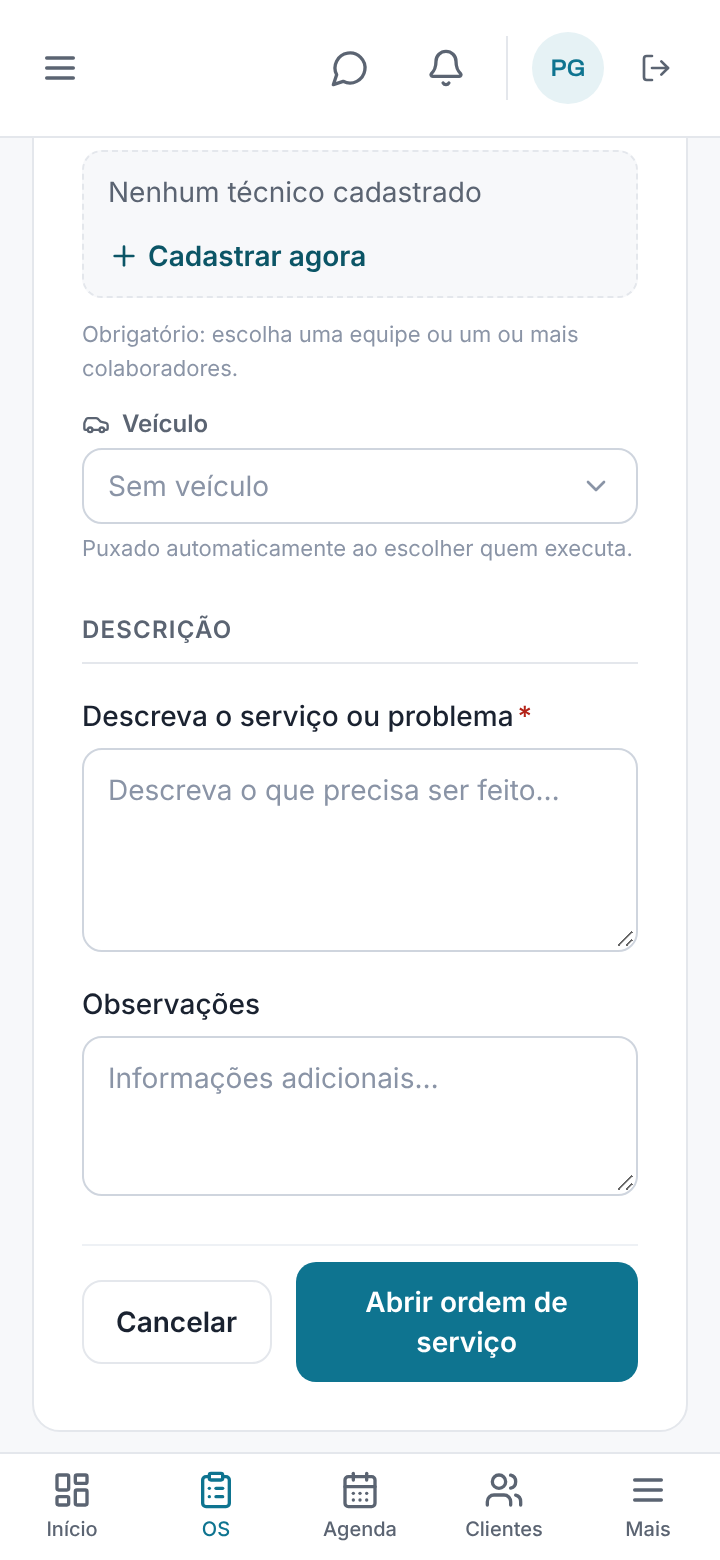 PG
Nenhum técnico cadastrado
+ Cadastrar agora
Obrigatório: escolha uma equipe ou um ou mais
colaboradores.
Veículo
Sem veículo
Puxado automaticamente ao escolher quem executa.
DESCRIÇÃO
Descreva o serviço ou problema*
Descreva o que precisa ser feito...
Observações
Informações adicionais...
Cancelar
Abrir ordem de
serviço
Início
OS
Agenda
Clientes
Mais